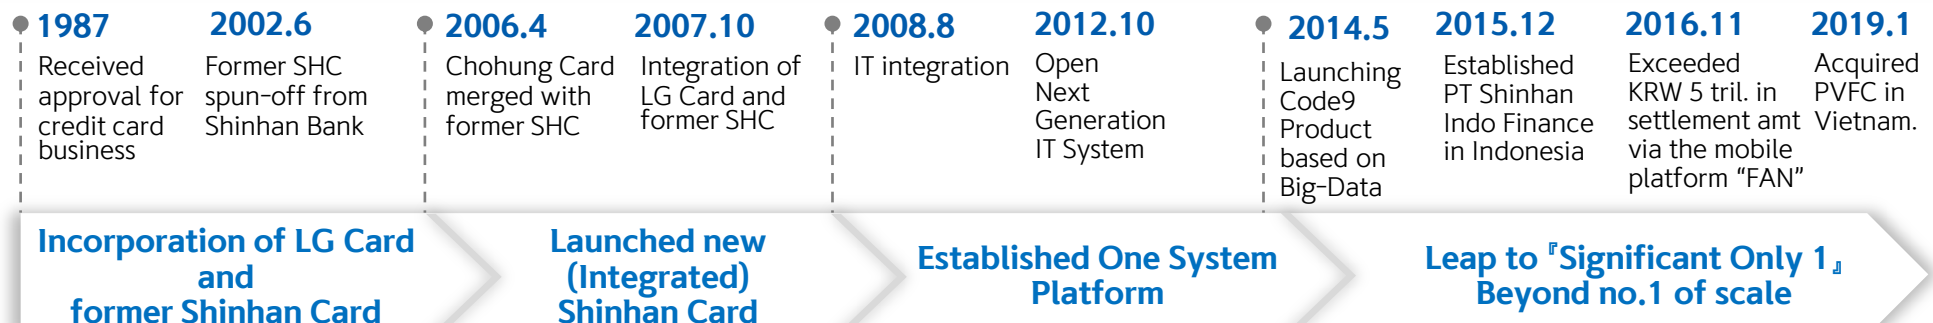 1987
Received
approval for
credit card
business
2002.6
Former SHC
spun-off from
Shinhan Bank
2006.4
Chohung Card
merged with
former SHC
2007.10
Integration of
LG Card and
former SHC
2008.8
IT integration
2012.10
Open
Next
Generation
IT System
2014.5
Launching
Code9
Product
based on
Big-Data
2015.12
Established
PT Shinhan
Indo Finance
in Indonesia
2016.11
Exceeded
KRW 5 tril. in
settlement amt
via the mobile
platform “FAN”
2019.1
Acquired
PVFC in
Vietnam.
Incorporation of LG Card
and
former Shinhan Card
Launched new
(Integrated)
Shinhan Card
Established One System
Platform
Leap to『Significant Only 1』
Beyond no.1 of scale